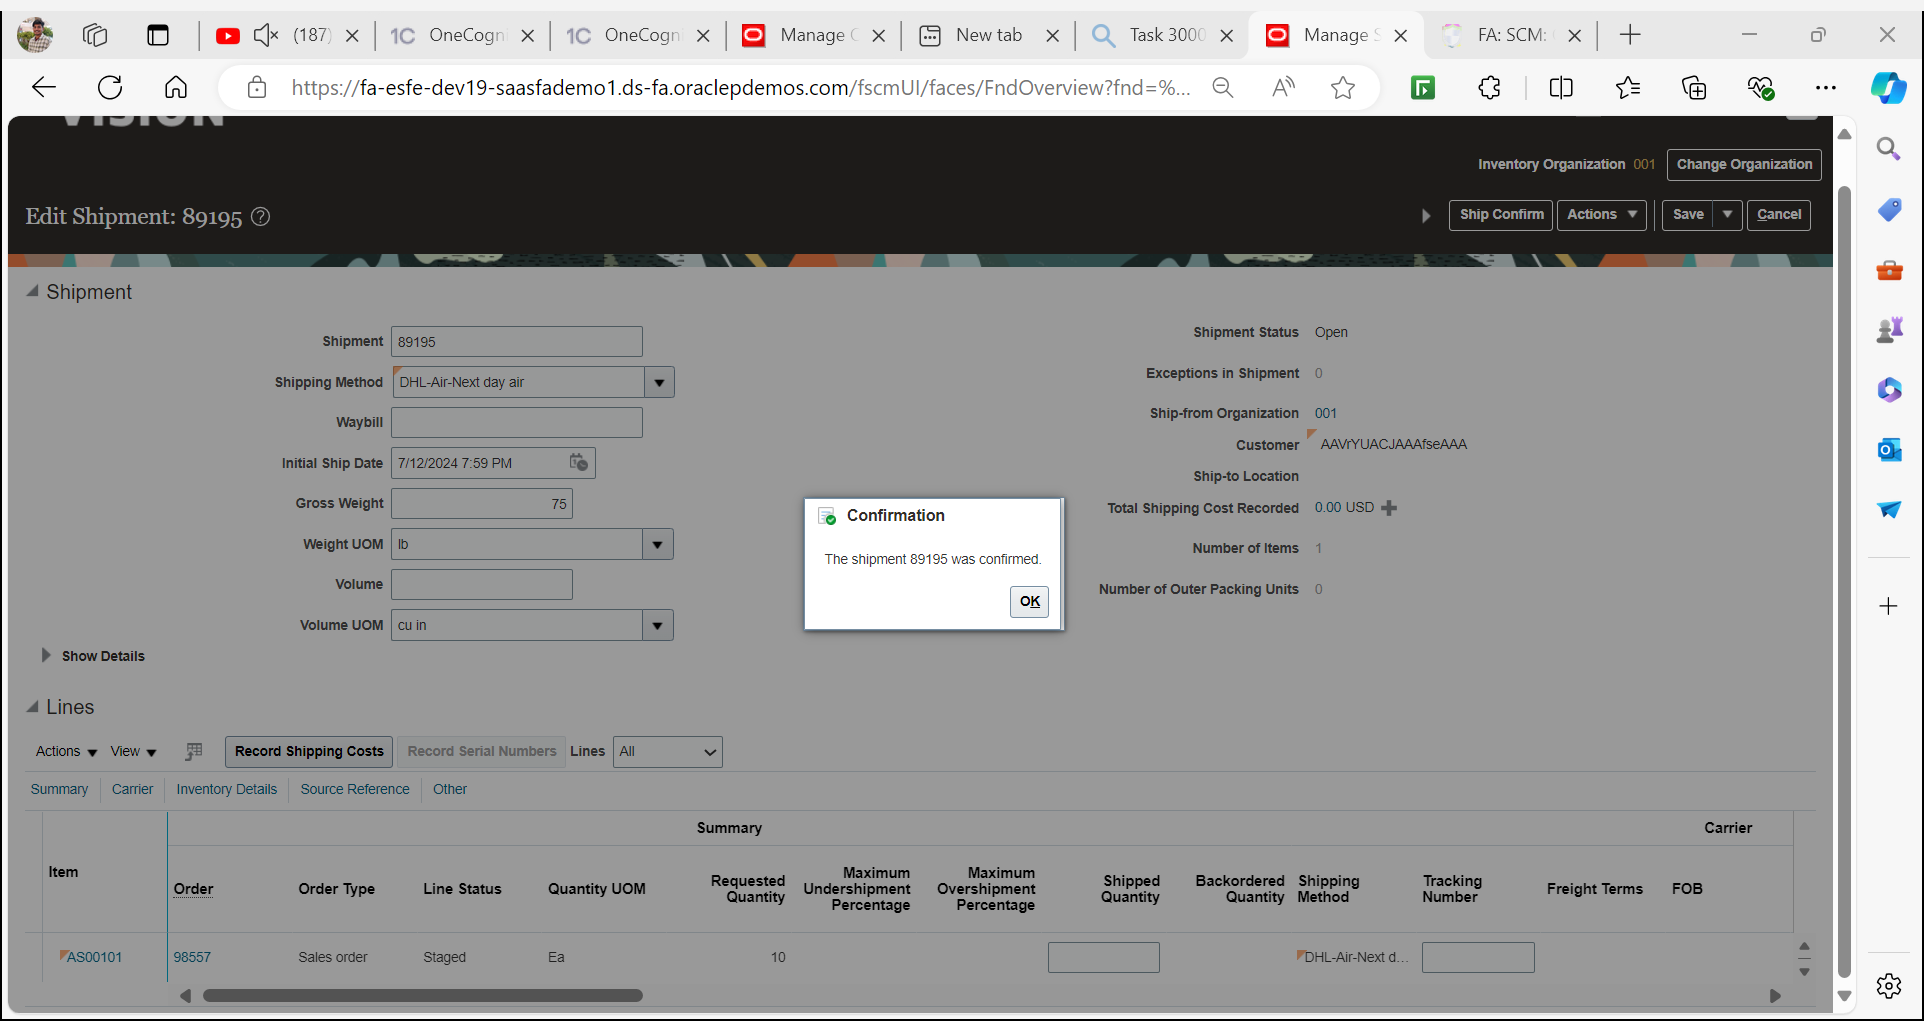 (187)
OneCogni
OneCogn
Manage C
New tab
Task 3000
Manage S
FA: SCM:
https://fa-esfe-dev19-saasfademo1.ds-fa.oraclepdemos.com/fscmUI/faces/FndOverview?fnd=%...
VISION
Inventory Organization 001 Change Organization
Edit Shipment: 89195
Ship Confirm Actions Save Cancel
Shipment
Shipment 89195
Shipping Method DHL-Air-Next day air
Waybill
Initial Ship Date 7/12/2024 7:59 PM
Gross Weight 75
Weight UOM lb
Volume
Volume UOM cu in
Show Details
Shipment Status Open
Exceptions in Shipment 0
Ship-from Organization 001
Customer AAVrYUACJAAAfseAAA
Ship-to Location
Total Shipping Cost Recorded 0.00 USD
Number of Items 1
Number of Outer Packing Units 0
Confirmation
The shipment 89195 was confirmed.
OK
Lines
Actions View Record Shipping Costs Record Serial Numbers Lines All
Summary Carrier Inventory Details Source Reference Other
Summary Carrier
Item Order Order Type Line Status Quantity UOM Requested Quantity Maximum Undershipment Percentage Maximum Overshipment Percentage Shipped Quantity Backordered Quantity Shipping Method Tracking Number Freight Terms FOB
AS00101 98557 Sales order Staged Ea 10 DHL-Air-Next d...